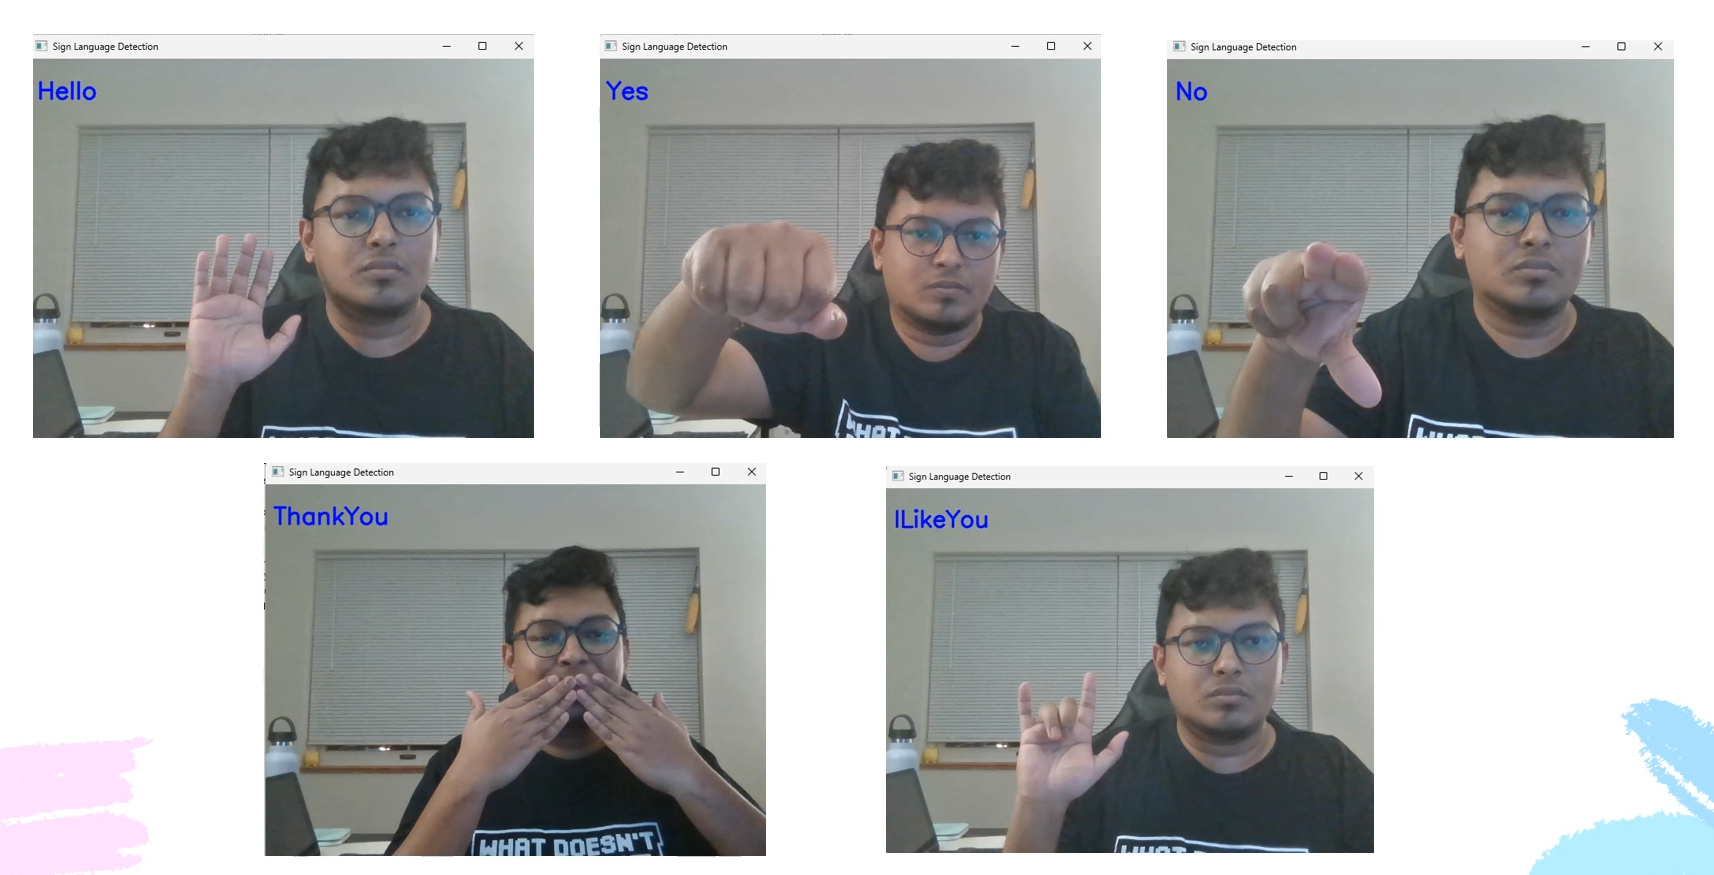 Sign Language Detection
Hello
Sign Language Detection
Yes
Sign Language Detection
No
Sign Language Detection
ThankYou
WHAT DOESN'T
Sign Language Detection
ILikeYou